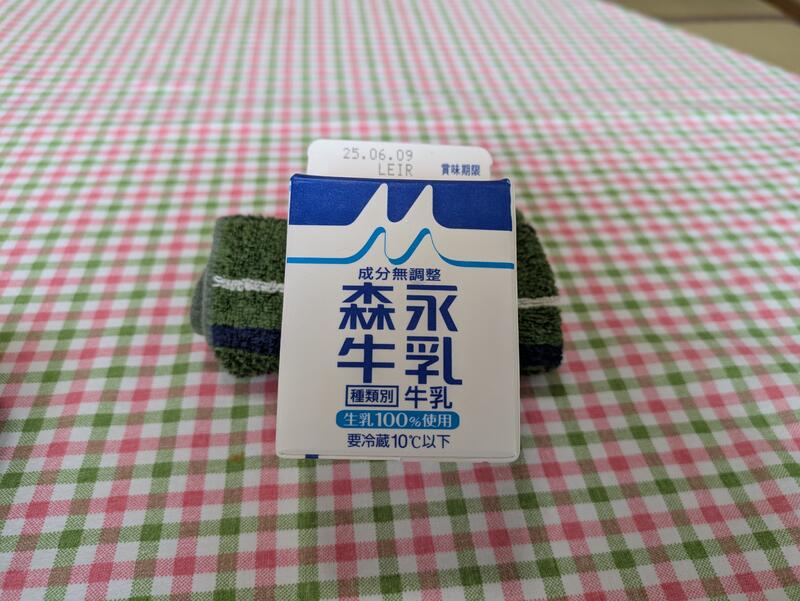 25.06.09
LEIR 賞味期限
成分無調整
森永
牛乳
種類別 牛乳
生乳100%使用
要冷蔵10℃以下